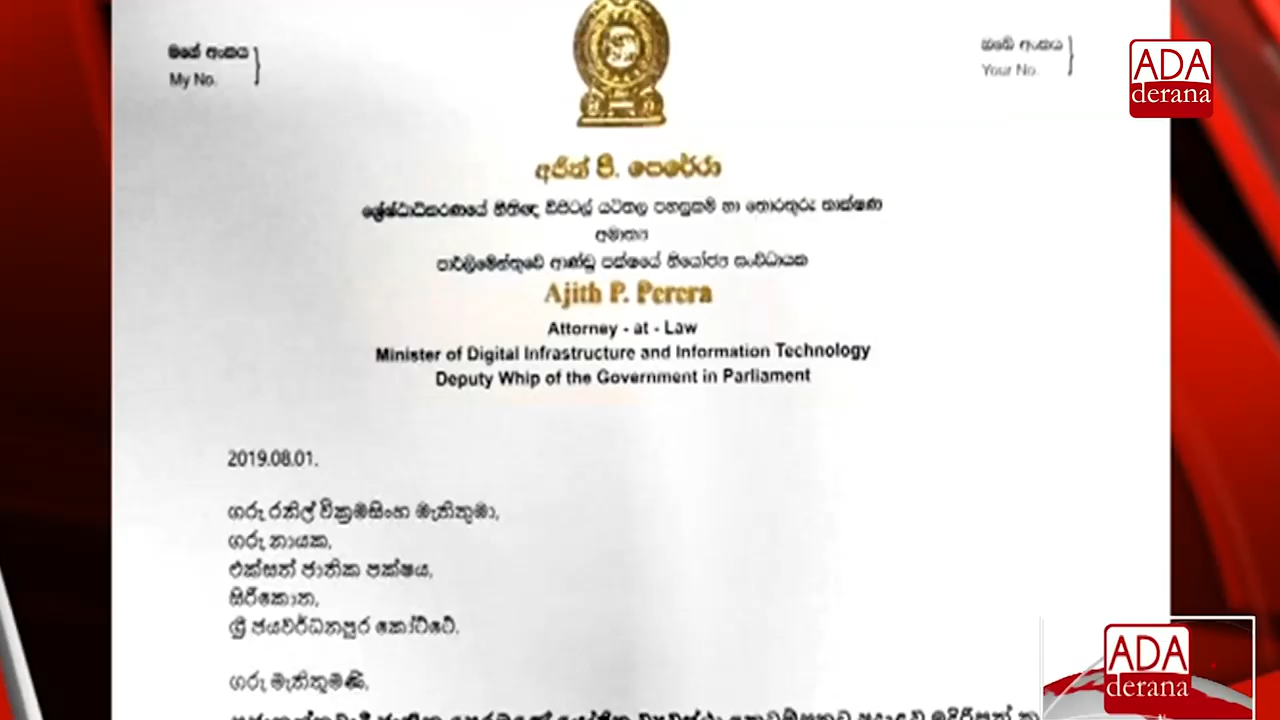 මගේ අංකය
My No.
ඔබේ අංකය
Your No.
ADA
derana
අජිත් පී. පෙරේරා
ශ්‍රේෂ්ඨාධිකරණයේ නීතිඥ ඩිජිටල් යටිතල පහසුකම් හා තොරතුරු තාක්ෂණ
අමාත්‍ය
පාර්ලිමේන්තුවේ ආණ්ඩු පක්ෂයේ නියෝජ්‍ය සංවිධායක
Ajith P. Perera
Attorney - at - Law
Minister of Digital Infrastructure and Information Technology
Deputy Whip of the Government in Parliament
2019.08.01.
ගරු රනිල් වික්‍රමසිංහ මැතිතුමා,
ගරු නායක,
එක්සත් ජාතික පක්ෂය,
සිරිකොත,
ශ්‍රී ජයවර්ධනපුර කෝට්ටේ.
ගරු මැතිතුමණි,
ADA
derana